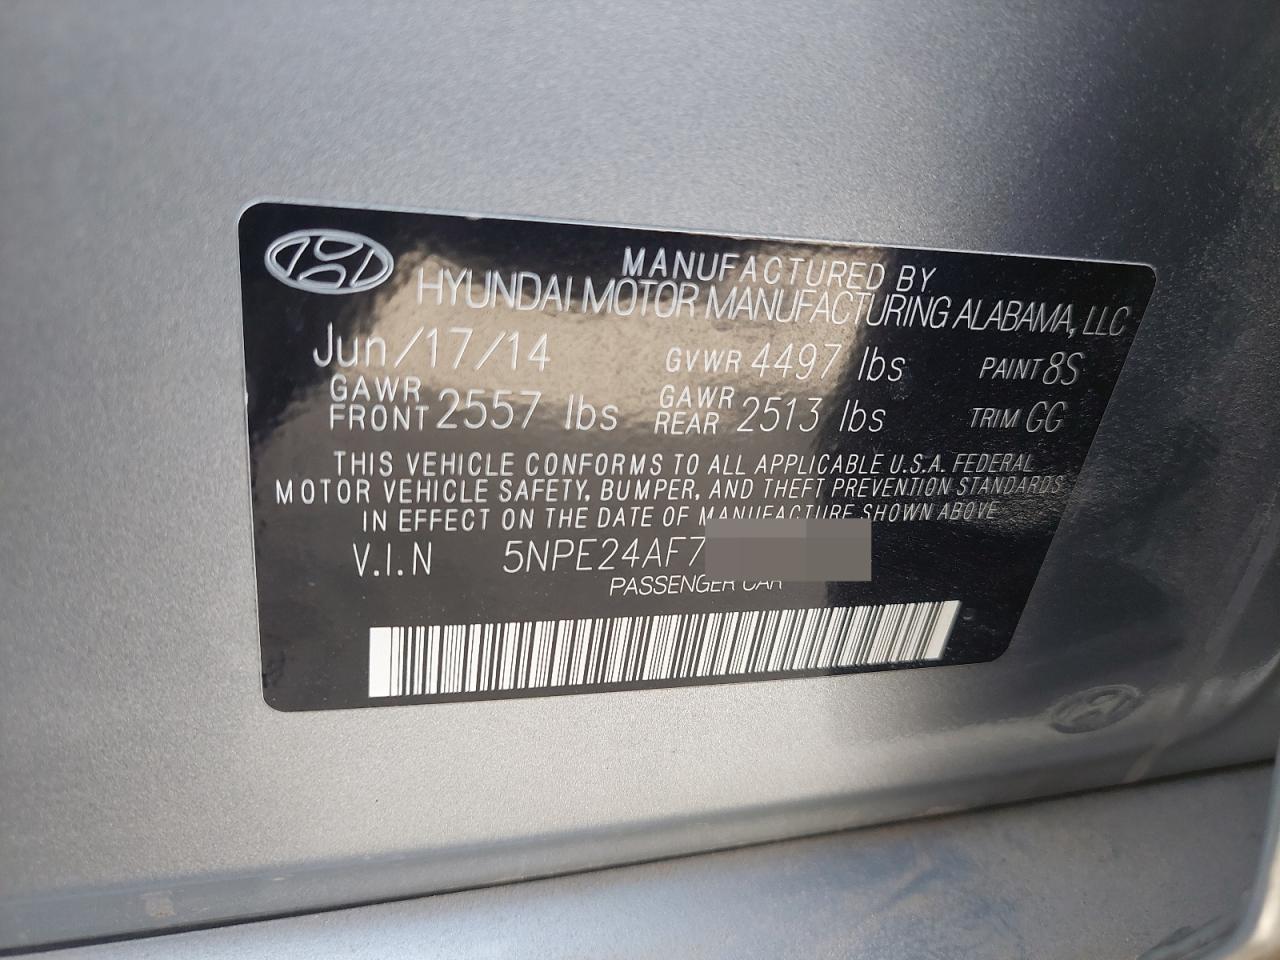 MANUFACTURED BY
HYUNDAI MOTOR MANUFACTURING ALABAMA, LLC
Jun/17/14 GVWR 4497 lbs PAINT 8S
GAWR FRONT 2557 lbs GAWR REAR 2513 lbs TRIM GG
THIS VEHICLE CONFORMS TO ALL APPLICABLE U.S.A. FEDERAL
MOTOR VEHICLE SAFETY, BUMPER, AND THEFT PREVENTION STANDARDS
IN EFFECT ON THE DATE OF MANUFACTURE SHOWN ABOVE
V.I.N 5NPE24AF7
PASSENGER CAR